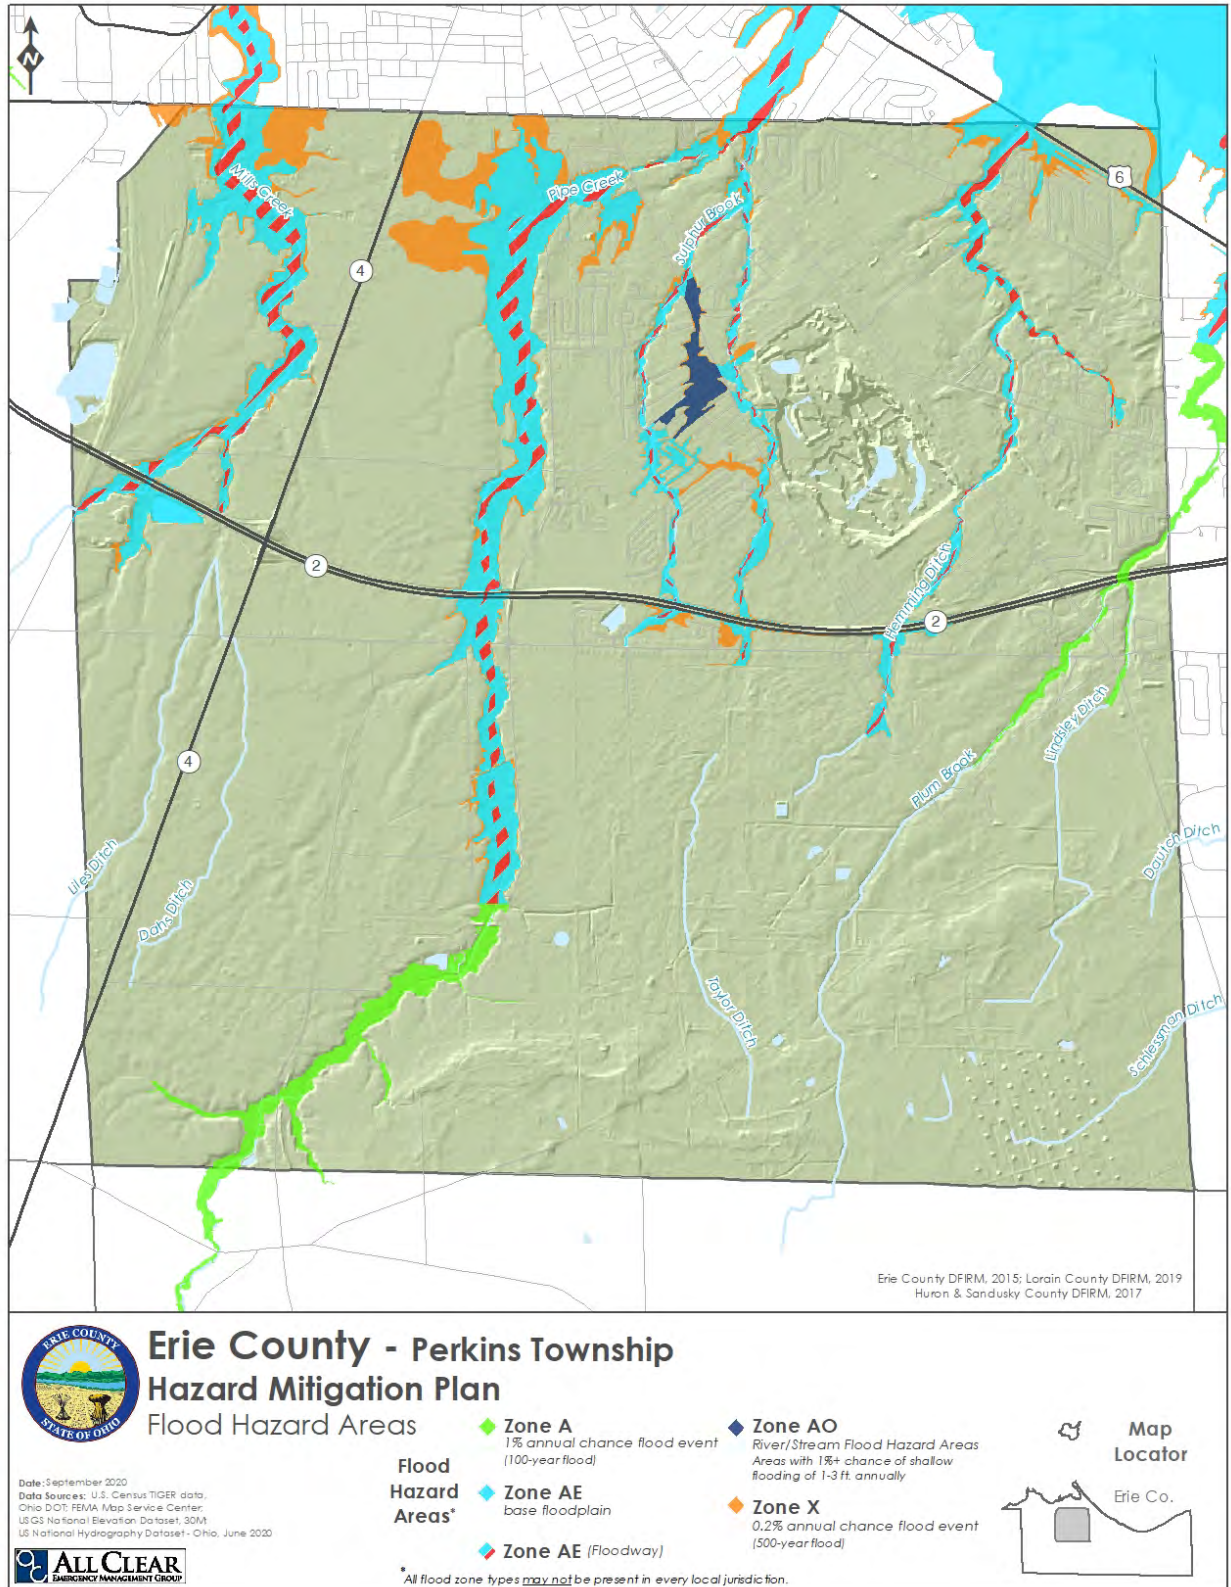 N
6
Mills Creek
Pipe Creek
Sulphur Brook
4
2
Hemming Ditch
2
4
Lindsley Ditch
Plum Brook
Liles Ditch
Dahs Ditch
Dautch Ditch
Taylor Ditch
Schlessman Ditch
Erie County DFIRM, 2015; Lorain County DFIRM, 2019
Huron & Sandusky County DFIRM, 2017
ERIE COUNTY
STATE OF OHIO
Erie County - Perkins Township
Hazard Mitigation Plan
Flood Hazard Areas
Date: September 2020
Data Sources: U.S. Census TIGER data,
Ohio DOT; FEMA Map Service Center;
USGS National Elevation Dataset, 30M;
US National Hydrography Dataset - Ohio, June 2020
ALL CLEAR
EMERGENCY MANAGEMENT GROUP
Flood
Hazard
Areas*
Zone A
1% annual chance flood event
(100-year flood)
Zone AE
base floodplain
Zone AE (Floodway)
Zone AO
River/Stream Flood Hazard Areas
Areas with 1%+ chance of shallow
flooding of 1-3 ft. annually
Zone X
0.2% annual chance flood event
(500-year flood)
*All flood zone types may not be present in every local jurisdiction.
Map
Locator
Erie Co.